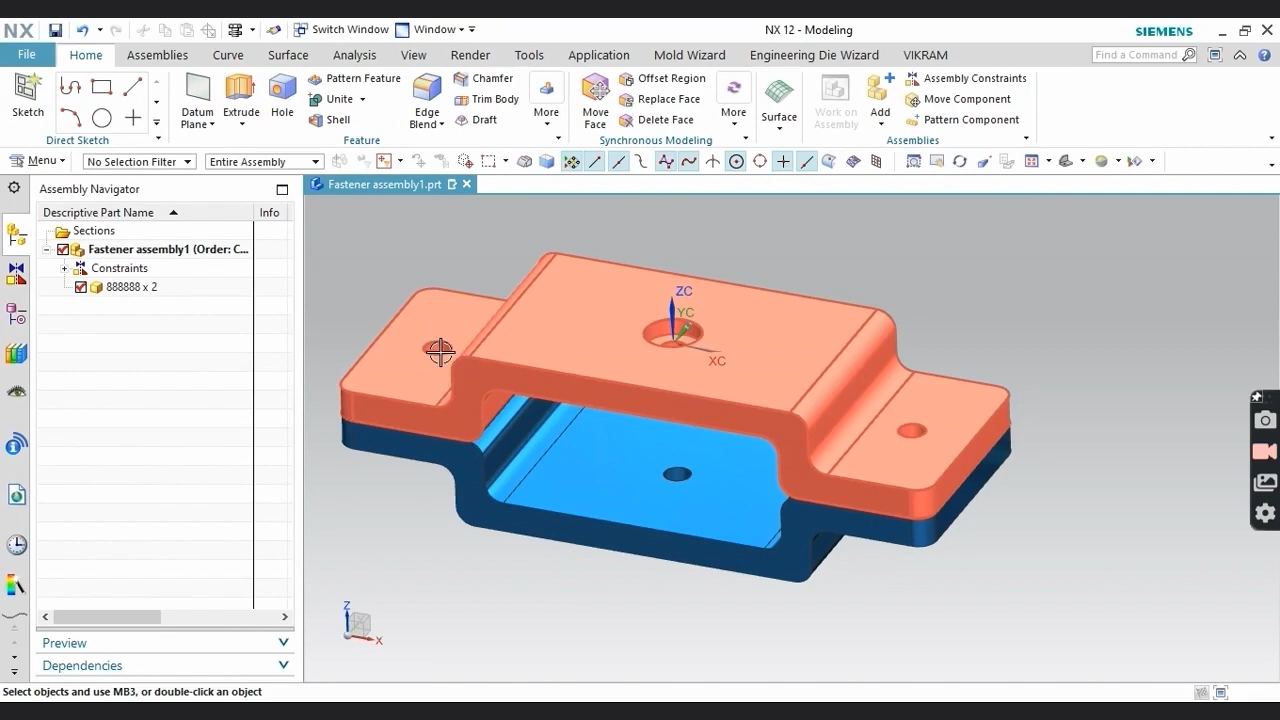 NX
Switch Window
Window
NX 12 - Modeling
SIEMENS
File
Home
Assemblies
Curve
Surface
Analysis
View
Render
Tools
Application
Mold Wizard
Engineering Die Wizard
VIKRAM
Find a Command
Sketch
Direct Sketch
Datum Plane
Extrude
Hole
Pattern Feature
Unite
Shell
Edge Blend
Chamfer
Trim Body
Draft
More
Feature
Move Face
Offset Region
Replace Face
Delete Face
More
Synchronous Modeling
Surface
Work on Assembly
Add
Assembly Constraints
Move Component
Pattern Component
Assemblies
Menu
No Selection Filter
Entire Assembly
Assembly Navigator
Fastener assembly1.prt
Descriptive Part Name
Info
Sections
Fastener assembly1 (Order: C...
Constraints
888888 x 2
ZC
YC
XC
Z
X
Preview
Dependencies
Select objects and use MB3, or double-click an object